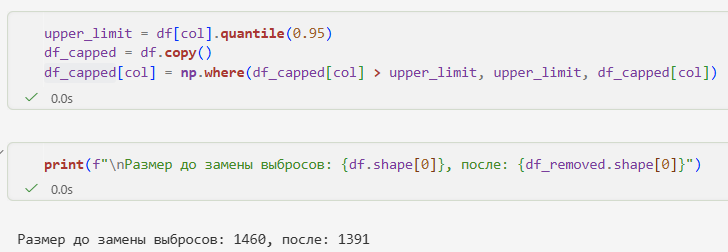 upper_limit = df[col].quantile(0.95)
df_capped = df.copy()
df_capped[col] = np.where(df_capped[col] > upper_limit, upper_limit, df_capped[col])
0.0s
print(f"\nРазмер до замены выбросов: {df.shape[0]}, после: {df_removed.shape[0]}")
0.0s
Размер до замены выбросов: 1460, после: 1391